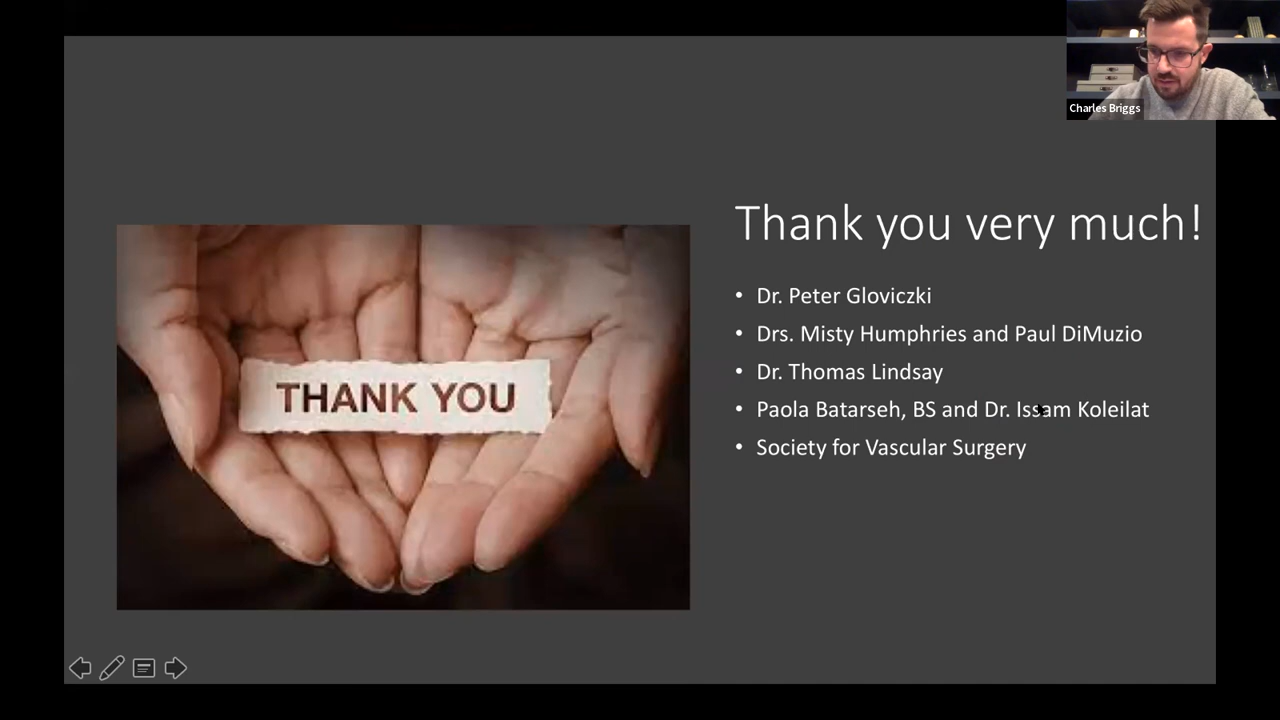 Charles Briggs
Thank you very much!
THANK YOU
• Dr. Peter Gloviczki
• Drs. Misty Humphries and Paul DiMuzio
• Dr. Thomas Lindsay
• Paola Batarseh, BS and Dr. Issam Koleilat
• Society for Vascular Surgery